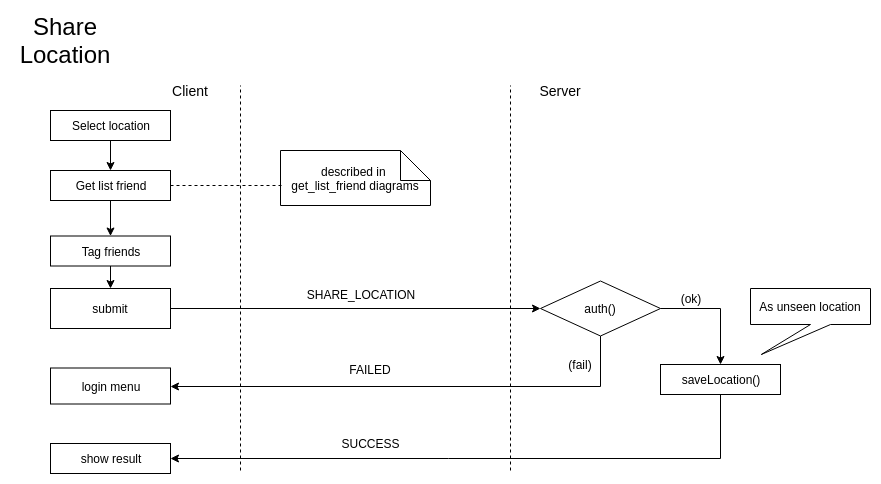 Share
Location
Client
Server
Select location
Get list friend
described in
get_list_friend diagrams
Tag friends
submit
SHARE_LOCATION
auth()
(ok)
As unseen location
(fail)
FAILED
login menu
saveLocation()
SUCCESS
show result